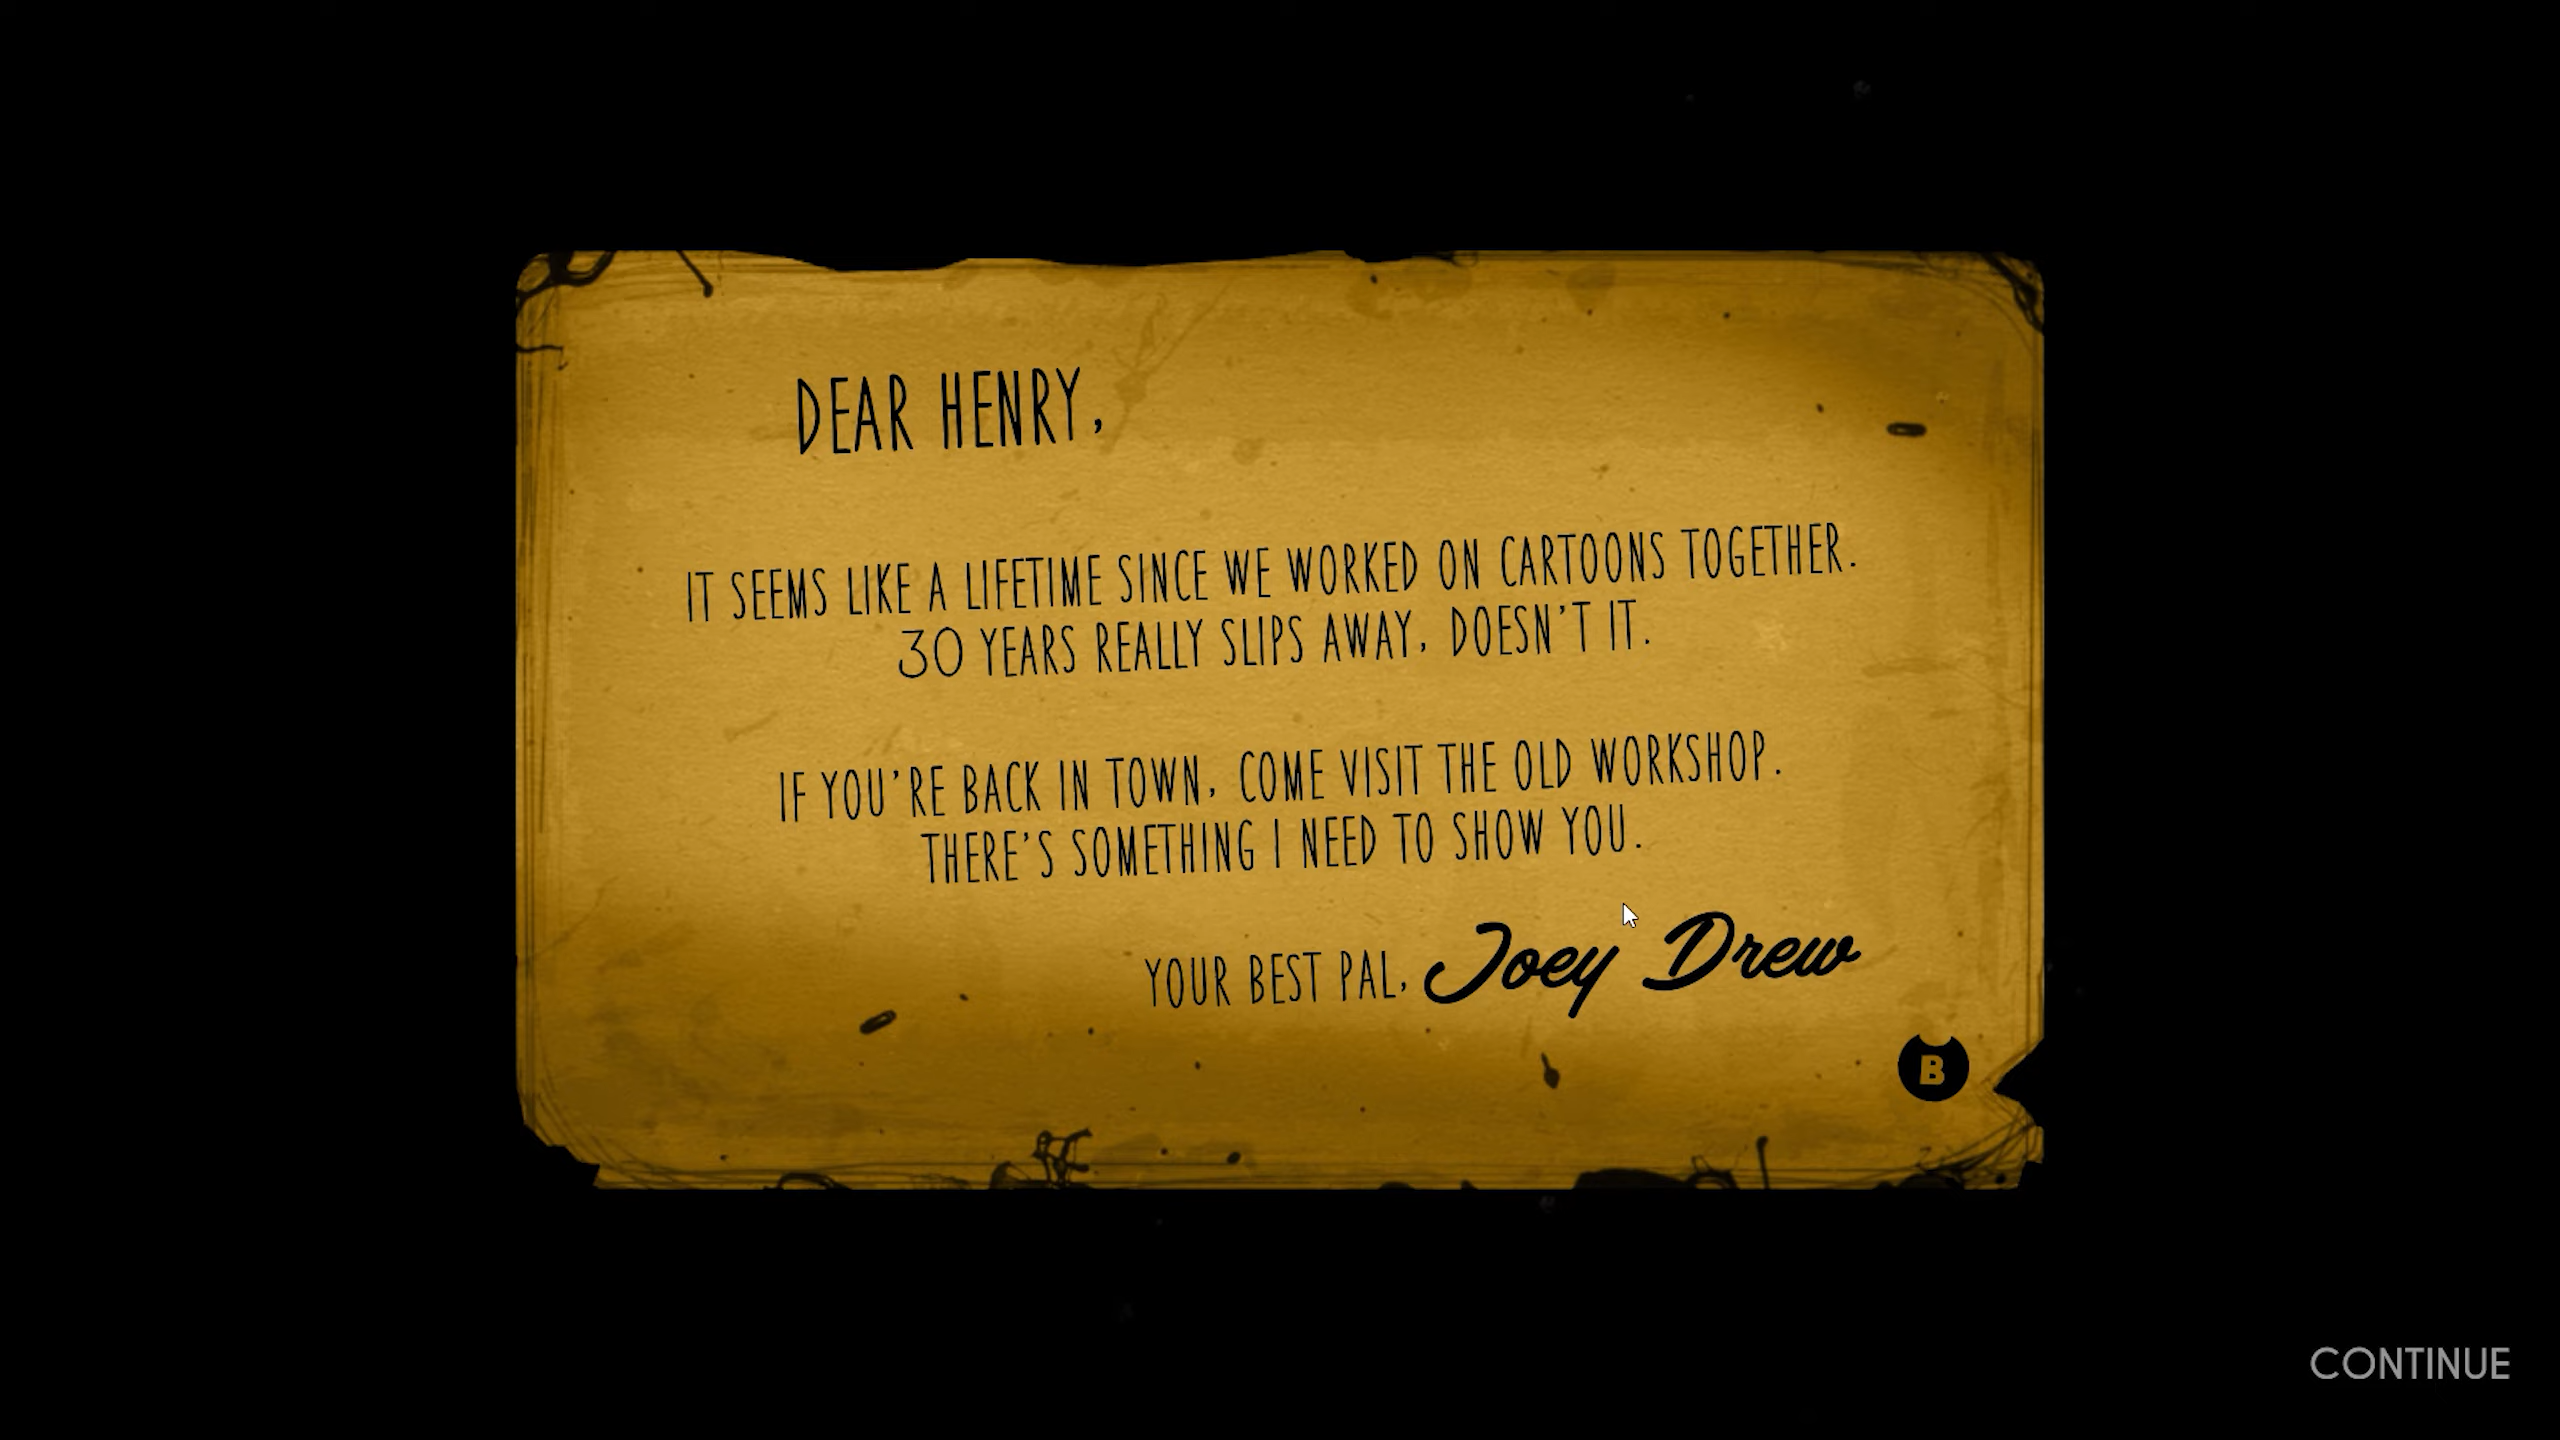 DEAR HENRY,
IT SEEMS LIKE A LIFETIME SINCE WE WORKED ON CARTOONS TOGETHER.
30 YEARS REALLY SLIPS AWAY, DOESN'T IT.
IF YOU'RE BACK IN TOWN, COME VISIT THE OLD WORKSHOP.
THERE'S SOMETHING I NEED TO SHOW YOU.
YOUR BEST PAL, Joey Drew
B
CONTINUE